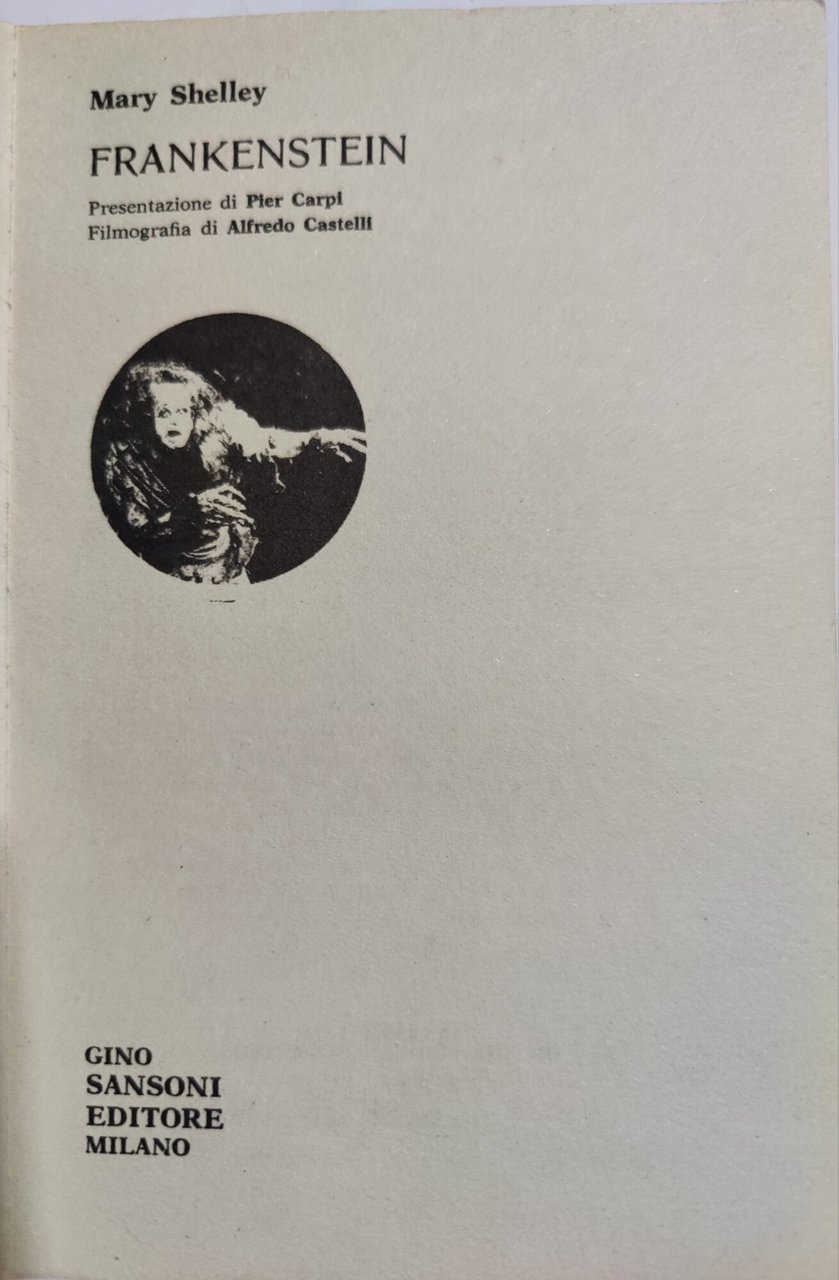 Mary Shelley
FRANKENSTEIN
Presentazione di Pier Carpi
Filmografia di Alfredo Castelli
GINO
SANSONI
EDITORE
MILANO